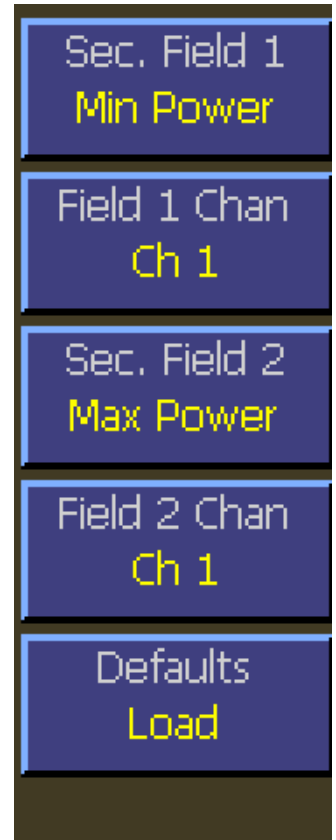 Sec. Field 1
Min Power
Field 1 Chan
Ch 1
Sec. Field 2
Max Power
Field 2 Chan
Ch 1
Defaults
Load